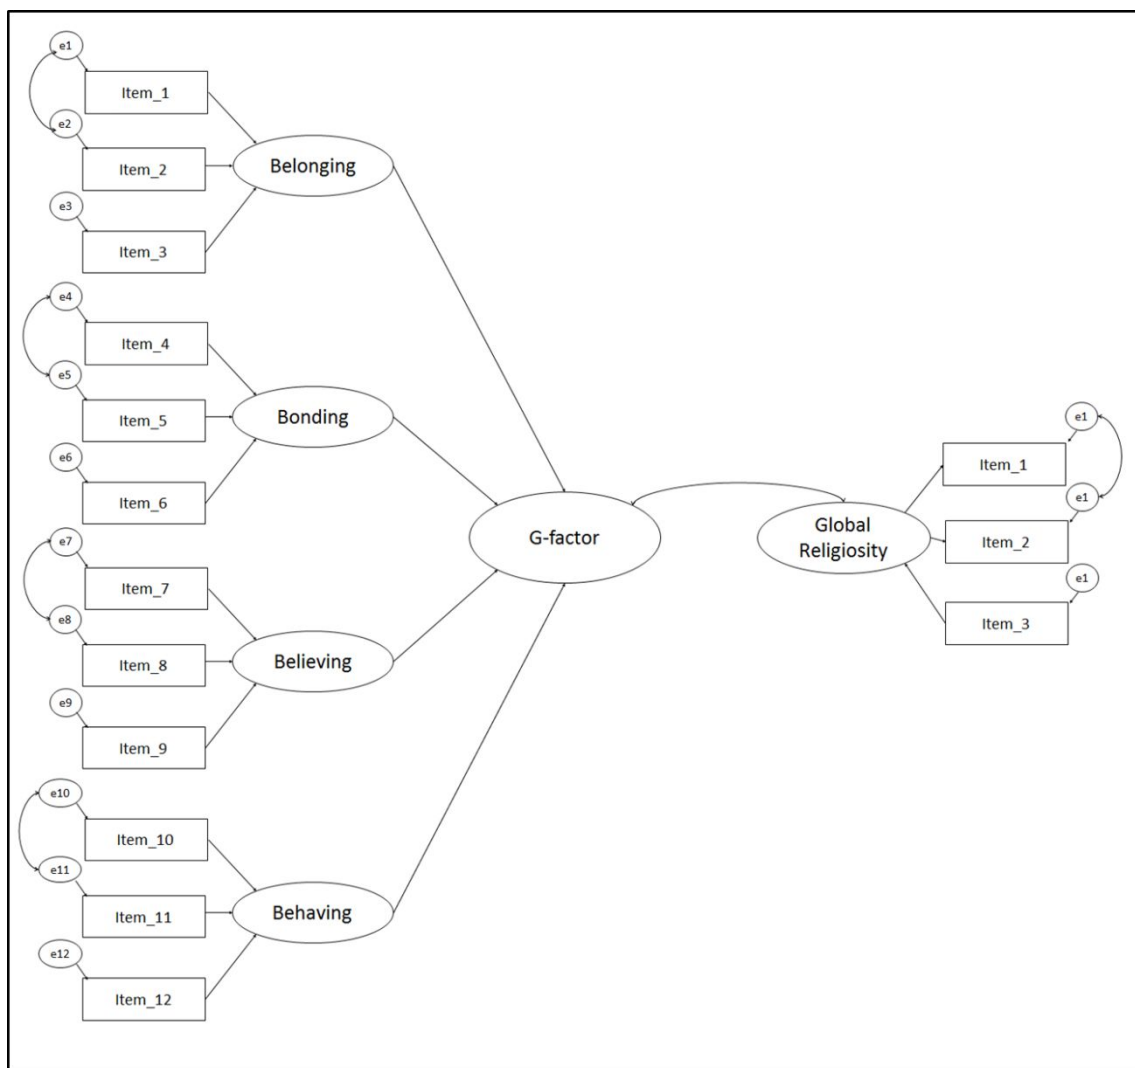 e1
Item_1
e2
Item_2
Belonging
e3
Item_3
e4
Item_4
e5
Item_5
Bonding
e6
Item_6
e7
Item_7
e8
Item_8
Believing
e9
Item_9
e10
Item_10
e11
Item_11
Behaving
e12
Item_12
G-factor
Global
Religiosity
e1
Item_1
e1
Item_2
e1
Item_3